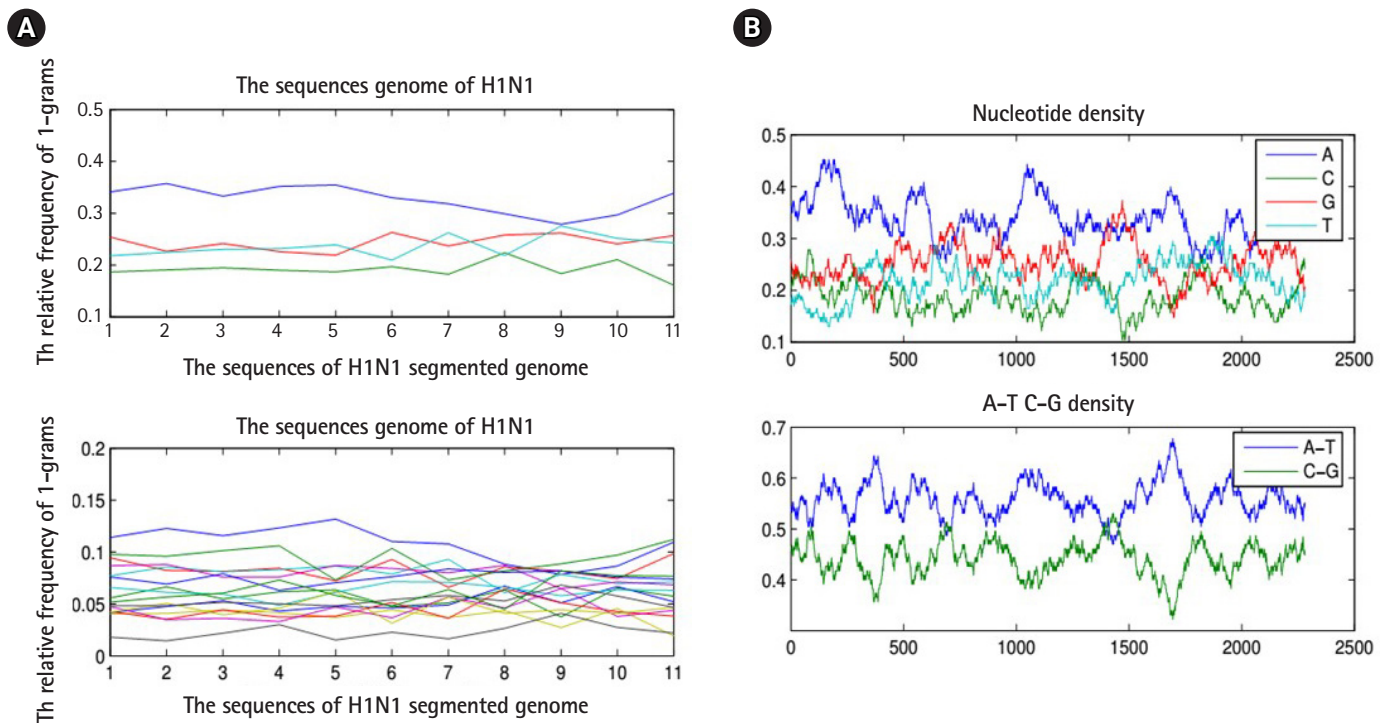 A
The sequences genome of H1N1
Th relative frequency of 1-grams
0.5
0.4
0.3
0.2
0.1
1 2 3 4 5 6 7 8 9 10 11
The sequences of H1N1 segmented genome
The sequences genome of H1N1
Th relative frequency of 1-grams
0.2
0.15
0.1
0.05
0
1 2 3 4 5 6 7 8 9 10 11
The sequences of H1N1 segmented genome
B
Nucleotide density
0.5
0.4
0.3
0.2
0.1
A
C
G
T
0 500 1000 1500 2000 2500
A-T C-G density
0.7
0.6
0.5
0.4
A-T
C-G
0 500 1000 1500 2000 2500